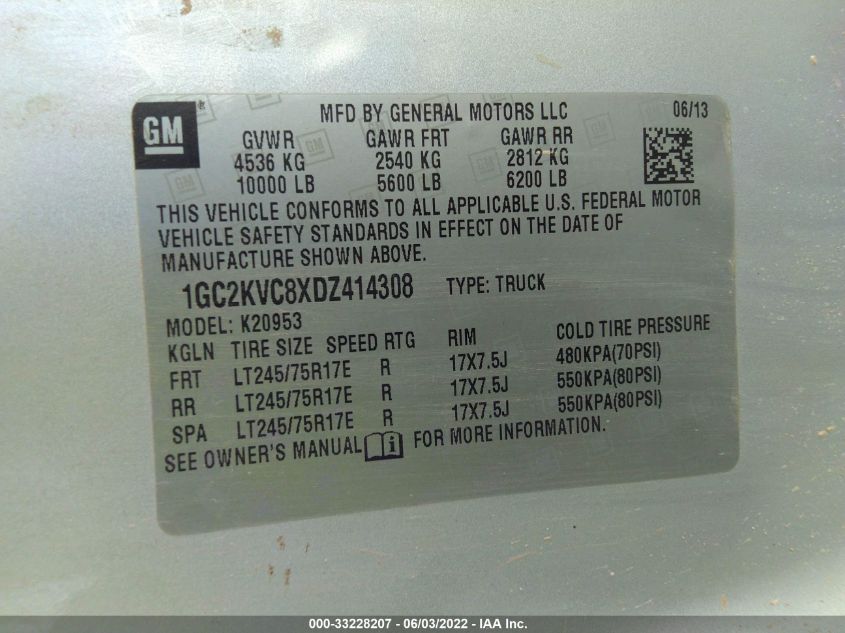 GM ® MFD BY GENERAL MOTORS LLC 06/13
GVWR GAWR FRT GAWR RR
4536 KG 2540 KG 2812 KG
10000 LB 5600 LB 6200 LB
THIS VEHICLE CONFORMS TO ALL APPLICABLE U.S. FEDERAL MOTOR
VEHICLE SAFETY STANDARDS IN EFFECT ON THE DATE OF
MANUFACTURE SHOWN ABOVE.
1GC2KVC8XDZ414308 TYPE: TRUCK
MODEL: K20953
KGLN TIRE SIZE SPEED RTG RIM COLD TIRE PRESSURE
FRT LT245/75R17E R 17X7.5J 480KPA(70PSI)
RR LT245/75R17E R 17X7.5J 550KPA(80PSI)
SPA LT245/75R17E R 17X7.5J 550KPA(80PSI)
SEE OWNER'S MANUAL i FOR MORE INFORMATION.
000-33228207 - 06/03/2022 - IAA Inc.